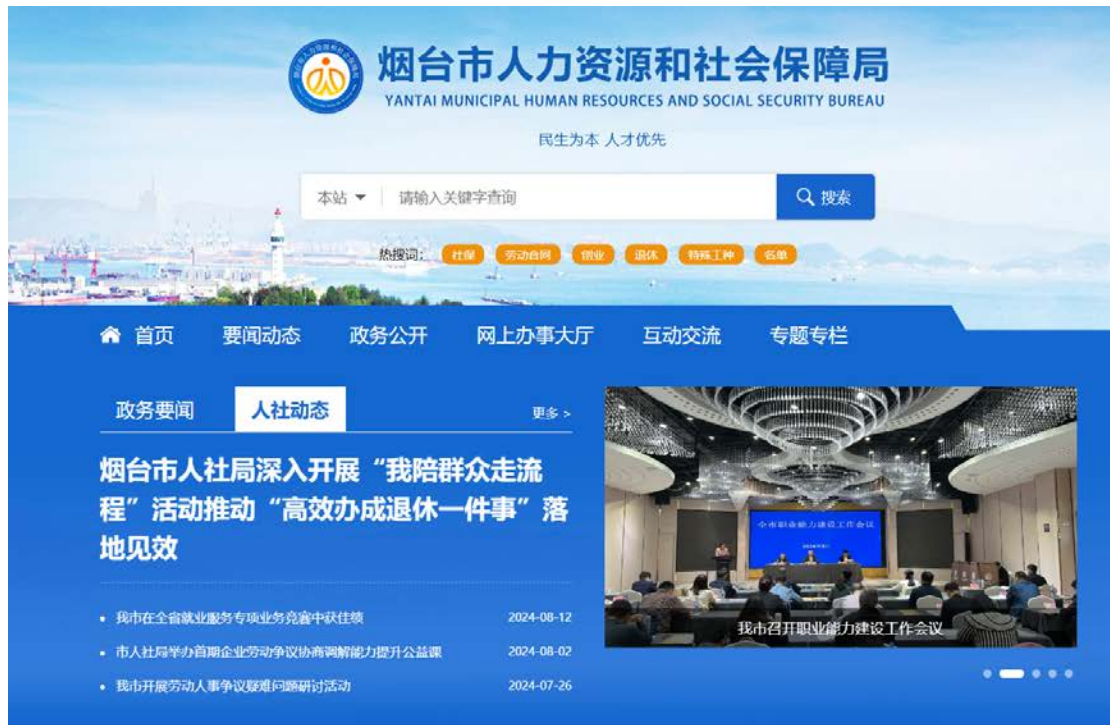 烟台市人力资源和社会保障局
YANTAI MUNICIPAL HUMAN RESOURCES AND SOCIAL SECURITY BUREAU
民生为本 人才优先
本站 请输入关键字查询 搜索
热搜词： 社保 劳动合同 创业 退休 特殊工种 名单
首页 要闻动态 政务公开 网上办事大厅 互动交流 专题专栏
政务要闻 人社动态 更多 >
烟台市人社局深入开展“我陪群众走流
程”活动推动“高效办成退休一件事”落
地见效
• 我市在全省就业服务专项业务竞赛中获佳绩 2024-08-12
• 市人社局举办首期企业劳动争议协商调解能力提升公益课 2024-08-02
• 我市开展劳动人事争议疑难问题研讨活动 2024-07-26
全市职业能力建设工作会议
我市召开职业能力建设工作会议